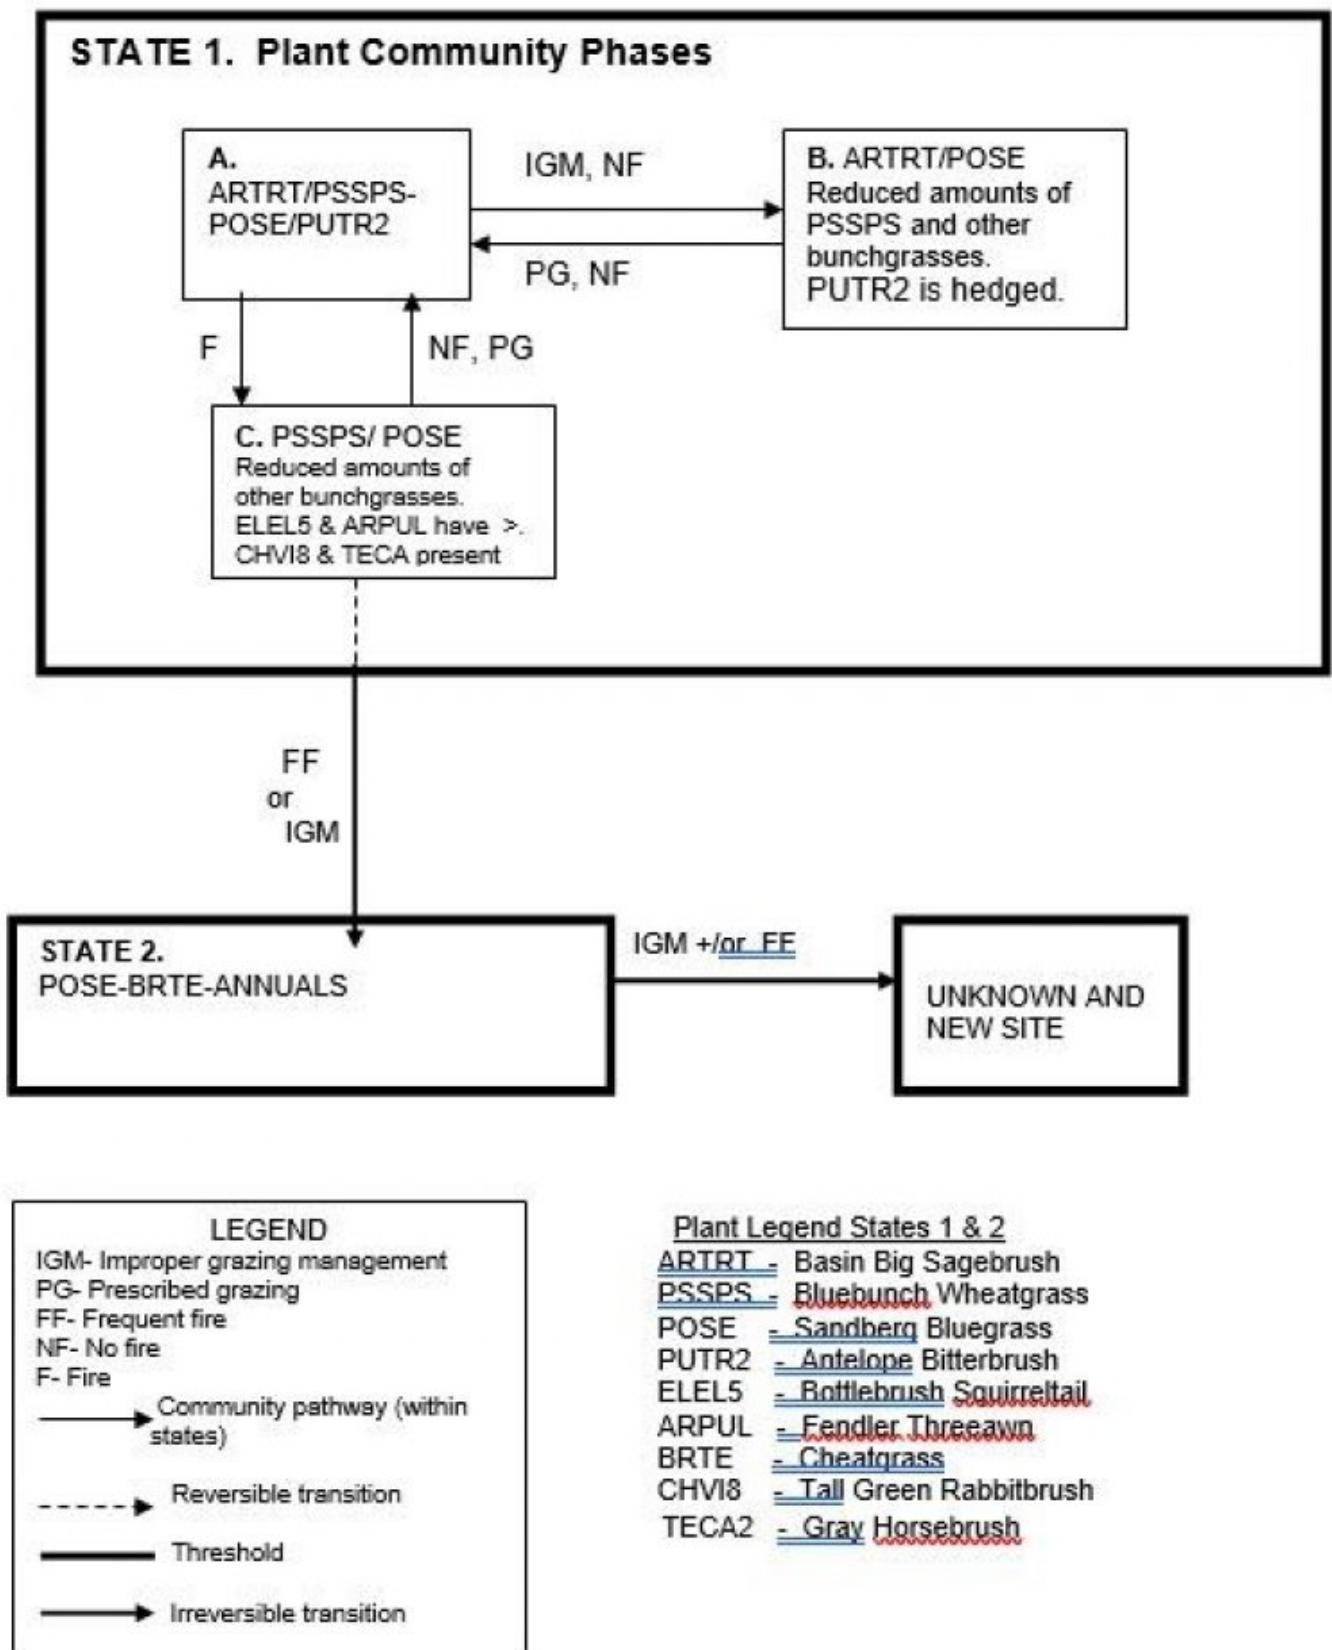 STATE 1. Plant Community Phases
A.
ARTRT/PSSPS-
POSE/PUTR2
IGM, NF
PG, NF
B. ARTRT/POSE
Reduced amounts of
PSSPS and other
bunchgrasses.
PUTR2 is hedged.
F
NF, PG
C. PSSPS/ POSE
Reduced amounts of
other bunchgrasses.
ELEL5 & ARPUL have >.
CHVI8 & TECA present
FF
or
IGM
STATE 2.
POSE-BRTE-ANNUALS
IGM +/or FF
UNKNOWN AND
NEW SITE
LEGEND
IGM- Improper grazing management
PG- Prescribed grazing
FF- Frequent fire
NF- No fire
F- Fire
Community pathway (within
states)
Reversible transition
Threshold
Irreversible transition
Plant Legend States 1 & 2
ARTRT - Basin Big Sagebrush
PSSPS - Bluebunch Wheatgrass
POSE - Sandberg Bluegrass
PUTR2 - Antelope Bitterbrush
ELEL5 - Bottlebrush Squirreltail
ARPUL - Fendler Threeawn
BRTE - Cheatgrass
CHVI8 - Tall Green Rabbitbrush
TECA2 - Gray Horsebrush